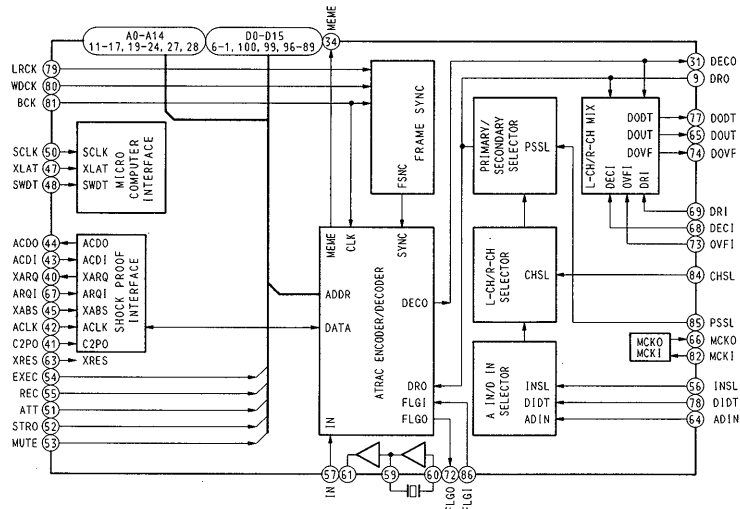 A0-A14
11-17, 19-24, 27, 28
D0-D15
6-1, 100, 99, 96-89
34 MEME
LRCK 79
WDCK 80
BCK 81
FRAME SYNC
FSNC
SCLK 50 SCLK
XLAT 47 XLAT
SWDT 48 SWDT
MICRO
COMPUTER
INTERFACE
ACDO 44 ACDO
ACDI 43 ACDI
XARQ 40 XARQ
ARQI 67 ARQI
XABS 45 XABS
ACLK 42 ACLK
C2PO 41 C2PO
SHOCK PROOF
INTERFACE
XRES 63 XRES
EXEC 54
REC 55
ATT 51
STRO 52
MUTE 53
MEME
CLK
SYNC
ADDR
DATA
DECO
DRO
FLGI
FLGO
IN
ATRAC ENCODER/DECODER
PRIMARY/
SECONDARY
SELECTOR
PSSL
L-CH/R-CH
SELECTOR
CHSL
A IN/D IN
SELECTOR
INSL
DIDT
ADIN
L-CH/R-CH MIX
DODT
DOUT
DOVF
DECI
OVFI
DRI
31 DECO
9 DRO
77 DODT
65 DOUT
74 DOVF
69 DRI
68 DECI
73 OVFI
84 CHSL
85 PSSL
MCKO 66 MCKO
MCKI 82 MCKI
56 INSL
78 DIDT
64 ADIN
57 IN
61
59
60
72 FLGO
86 FLGI